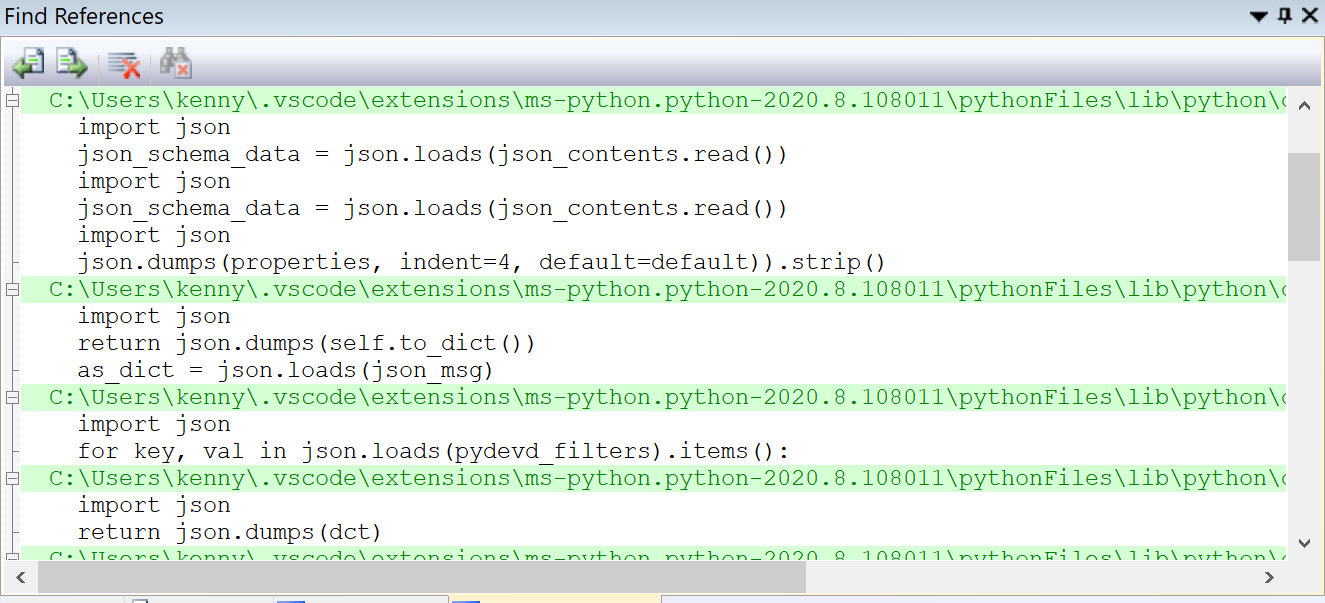 Find References
C:\Users\kenny\.vscode\extensions\ms-python.python-2020.8.108011\pythonFiles\lib\python\
import json
json_schema_data = json.loads(json_contents.read())
import json
json_schema_data = json.loads(json_contents.read())
import json
json.dumps(properties, indent=4, default=default)).strip()
C:\Users\kenny\.vscode\extensions\ms-python.python-2020.8.108011\pythonFiles\lib\python\
import json
return json.dumps(self.to_dict())
as_dict = json.loads(json_msg)
C:\Users\kenny\.vscode\extensions\ms-python.python-2020.8.108011\pythonFiles\lib\python\
import json
for key, val in json.loads(pydevd_filters).items():
C:\Users\kenny\.vscode\extensions\ms-python.python-2020.8.108011\pythonFiles\lib\python\
import json
return json.dumps(dct)
C:\Users\kenny\.vscode\extensions\ms-python.python-2020.8.108011\pythonFiles\lib\python\